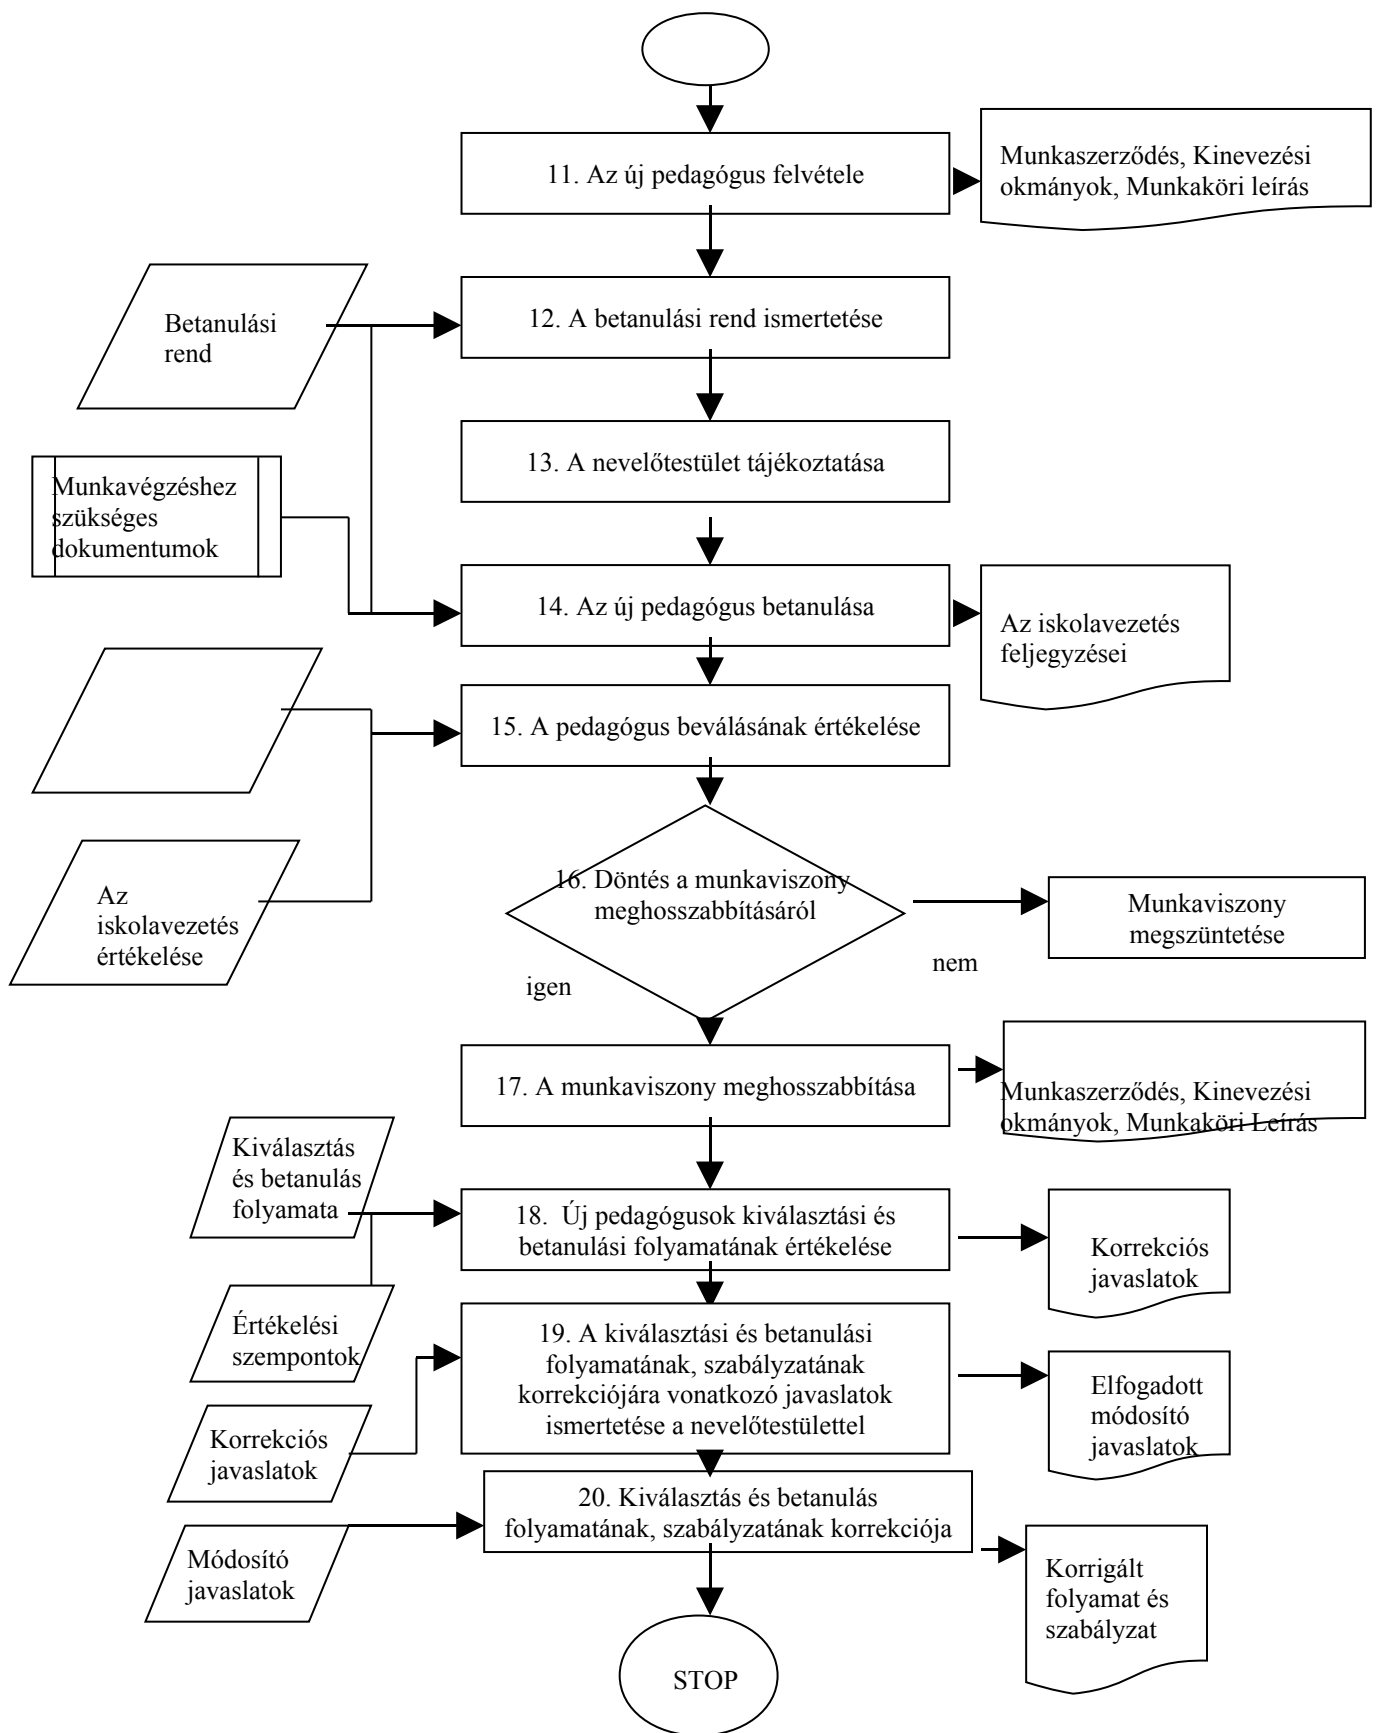 11. Az új pedagógus felvétele
Munkaszerződés, Kinevezési
okmányok, Munkaköri leírás
Betanulási
rend
12. A betanulási rend ismertetése
13. A nevelőtestület tájékoztatása
Munkavégzéshez
szükséges
dokumentumok
14. Az új pedagógus betanulása
Az iskolavezetés
feljegyzései
15. A pedagógus beválásának értékelése
Az
iskolavezetés
értékelése
16. Döntés a munkaviszony
meghosszabbításáról
Munkaviszony
megszüntetése
nem
igen
17. A munkaviszony meghosszabbítása
Munkaszerződés, Kinevezési
okmányok, Munkaköri Leírás
Kiválasztás
és betanulás
folyamata
18.  Új pedagógusok kiválasztási és
betanulási folyamatának értékelése
Korrekciós
javaslatok
Értékelési
szempontok
19. A kiválasztási és betanulási
folyamatának, szabályzatának
korrekciójára vonatkozó javaslatok
ismertetése a nevelőtestülettel
Elfogadott
módosító
javaslatok
Korrekciós
javaslatok
20. Kiválasztás és betanulás
folyamatának, szabályzatának korrekciója
Módosító
javaslatok
Korrigált
folyamat és
szabályzat
STOP